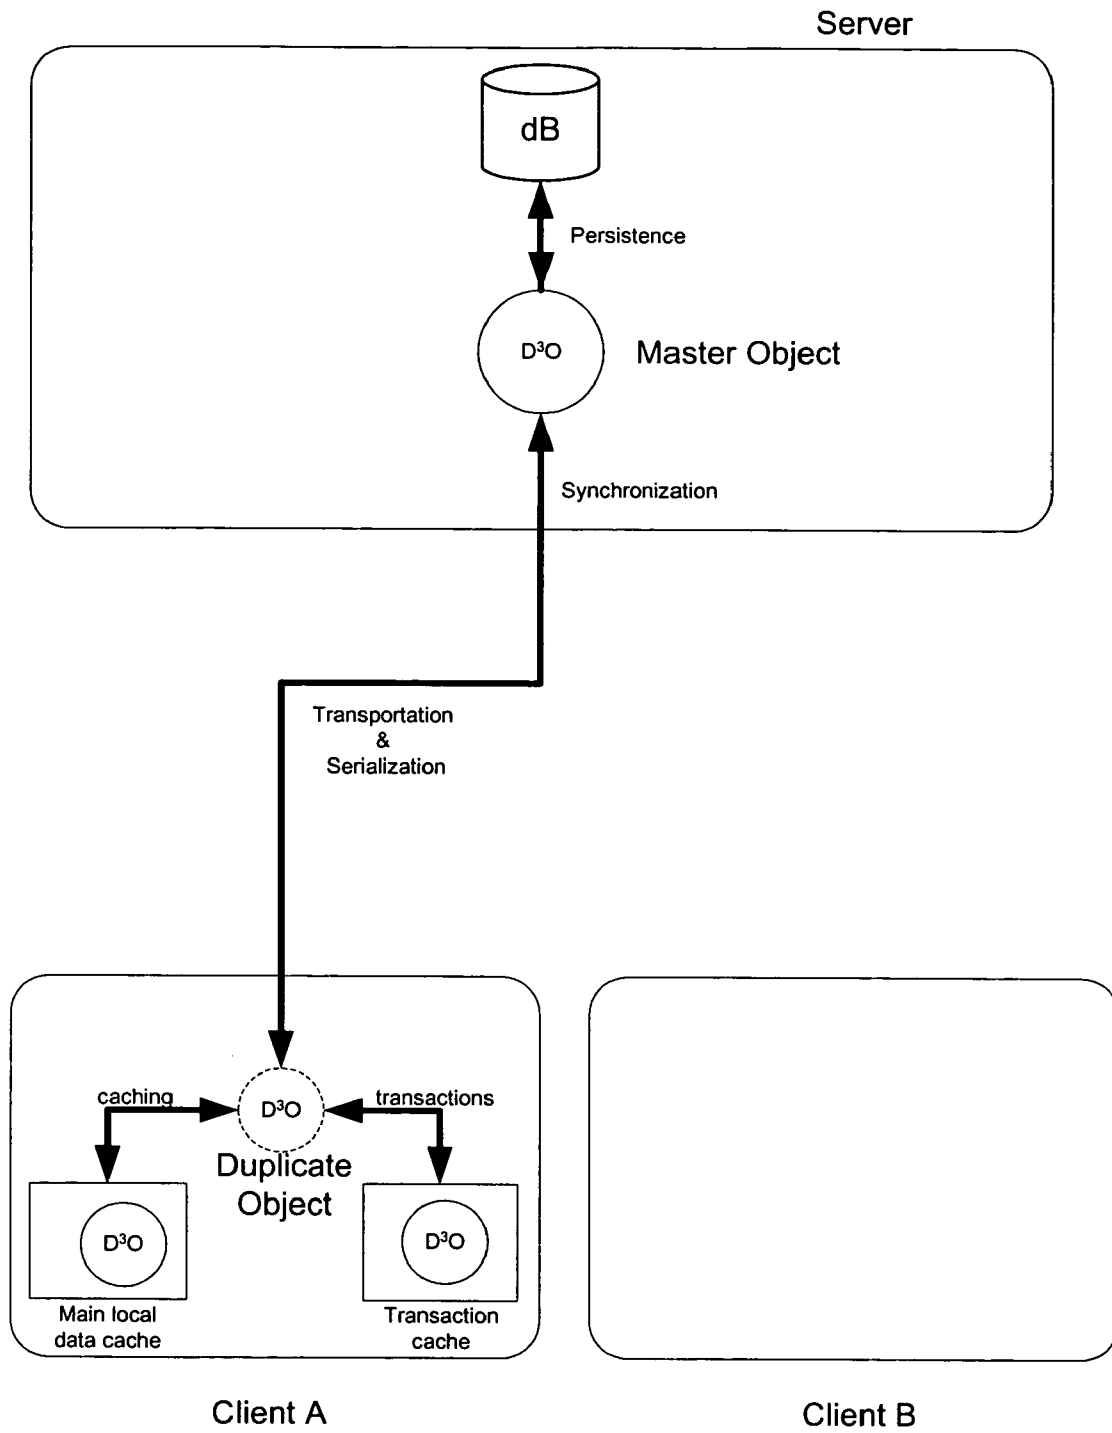 Server
dB
Persistence
D³O
Master Object
Synchronization
Transportation
&
Serialization
caching
D³O
transactions
Duplicate
Object
D³O
D³O
Main local
data cache
Transaction
cache
Client A
Client B